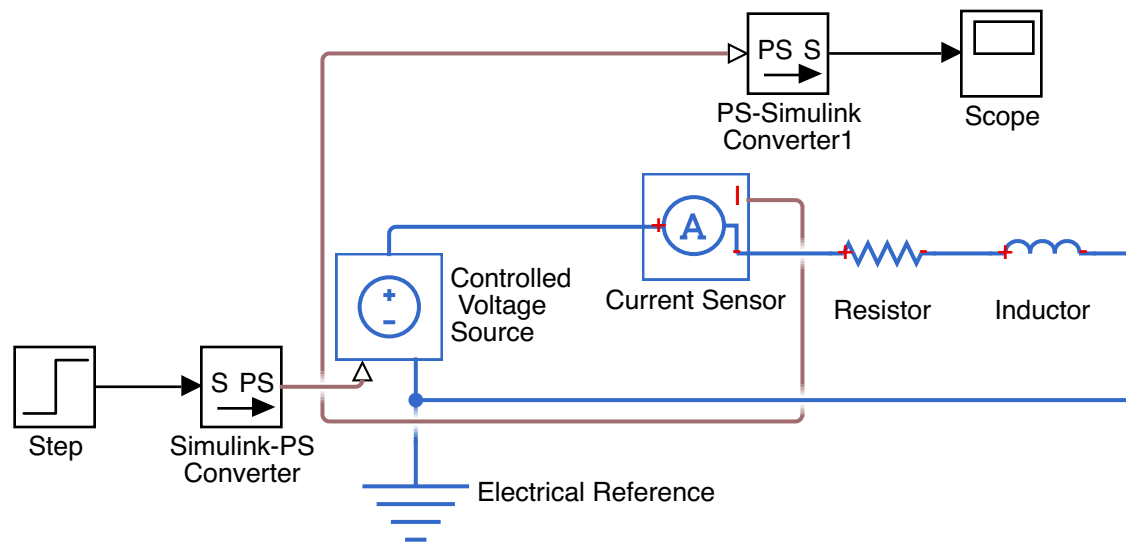 PS S
PS-Simulink
Converter1
Scope
I
A
+
-
Current Sensor
+ -
Resistor
+ -
Inductor
+
-
Controlled
Voltage
Source
Step
S PS
Simulink-PS
Converter
Electrical Reference